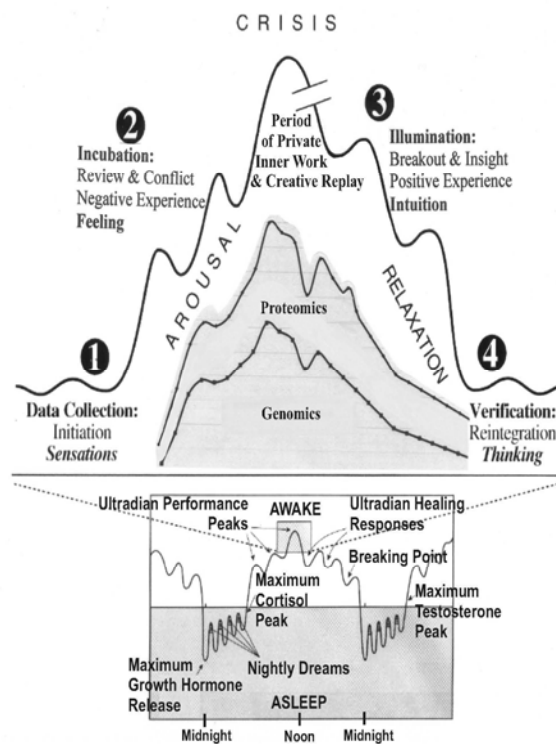 CRISIS
2
Incubation:
Review & Conflict
Negative Experience
Feeling
Period
of Private
Inner Work
& Creative Replay
3
Illumination:
Breakout & Insight
Positive Experience
Intuition
AROUSAL
RELAXATION
Proteomics
Genomics
1
Data Collection:
Initiation
Sensations
4
Verification:
Reintegration
Thinking
Ultradian Performance
Peaks
AWAKE
Ultradian Healing
Responses
Breaking Point
Maximum
Cortisol
Peak
Maximum
Testosterone
Peak
Maximum
Growth Hormone
Release
Nightly Dreams
ASLEEP
Midnight
Noon
Midnight